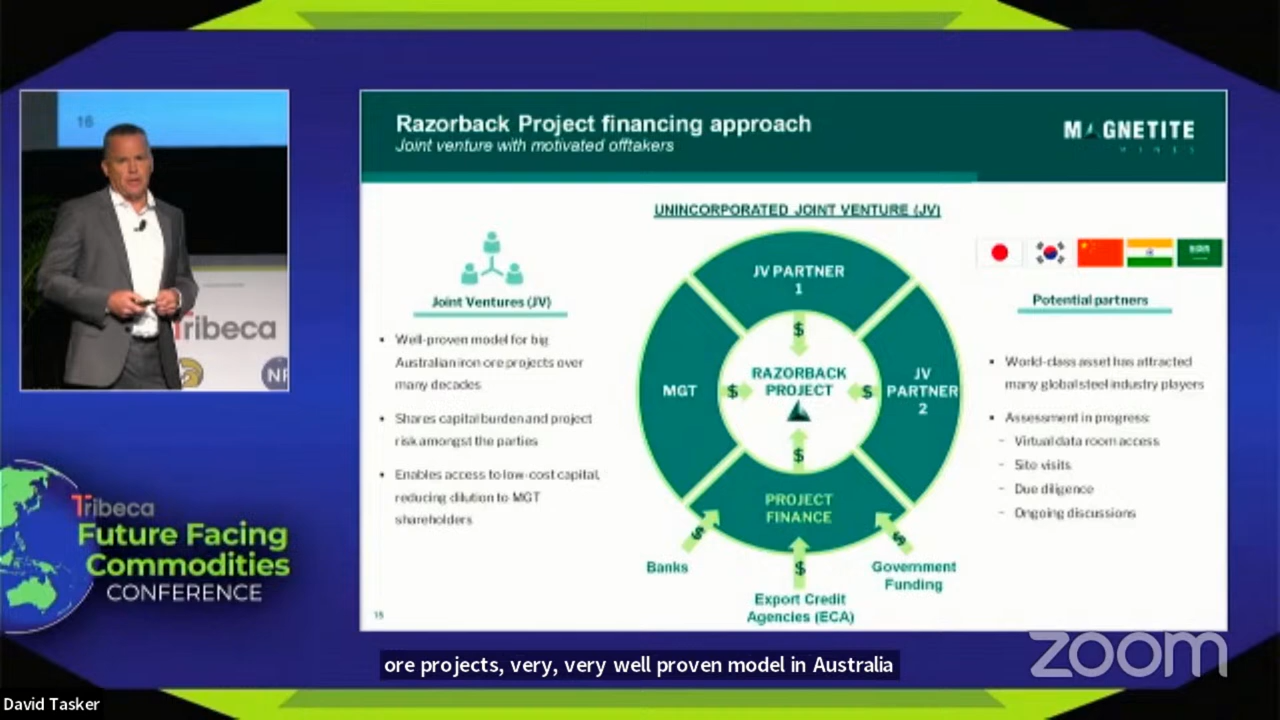 16
Tribeca
NF
Tribeca
Future Facing
Commodities
CONFERENCE
Razorback Project financing approach
Joint venture with motivated offtakers
MAGNETITE
MINES
UNINCORPORATED JOINT VENTURE (JV)
Joint Ventures (JV)
• Well-proven model for big
Australian iron ore projects over
many decades
• Shares capital burden and project
risk amongst the parties
• Enables access to low-cost capital,
reducing dilution to MGT
shareholders
JV PARTNER
1
$
MGT
$
RAZORBACK
PROJECT
$
JV
PARTNER
2
$
PROJECT
FINANCE
$
$
$
Banks
Export Credit
Agencies (ECA)
Government
Funding
Potential partners
• World-class asset has attracted
many global steel industry players
• Assessment in progress:
- Virtual data room access
- Site visits
- Due diligence
- Ongoing discussions
zoom
ore projects, very, very well proven model in Australia
David Tasker